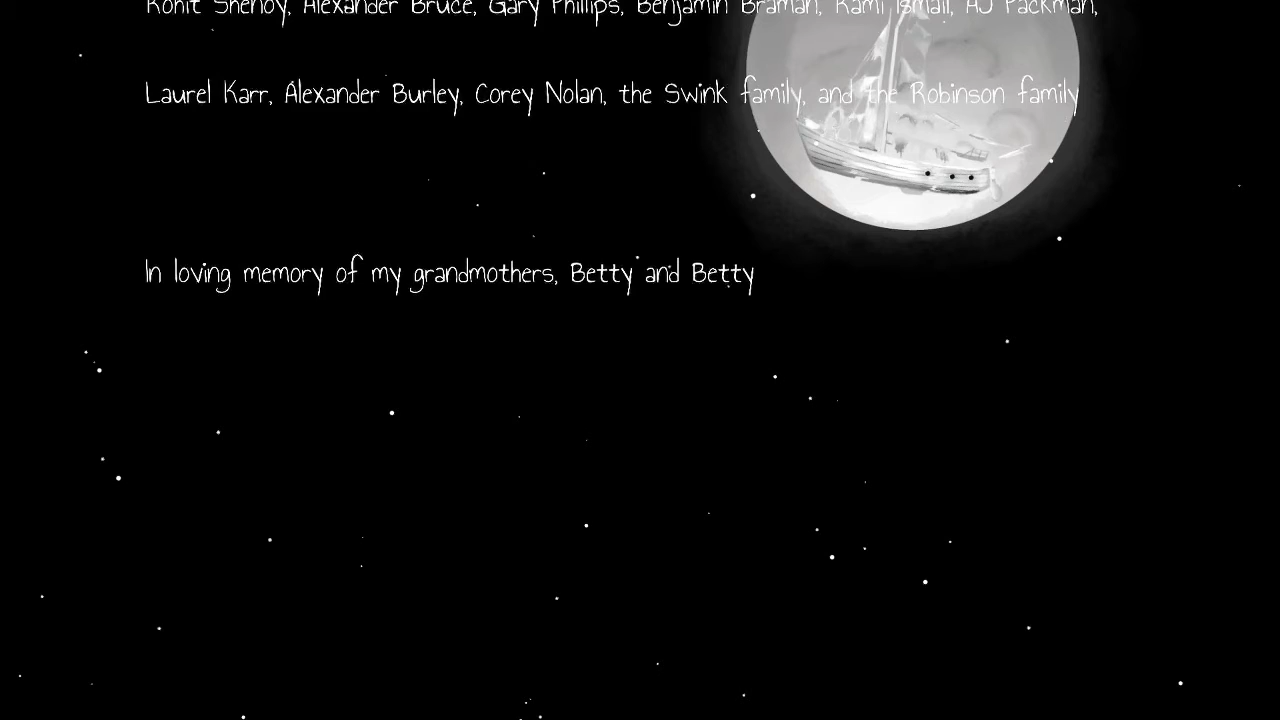 Rohit Shenoy, Alexander Bruce, Gary Phillips, Benjamin Braman, Rami Ismail, AJ Packman,
Laurel Karr, Alexander Burley, Corey Nolan, the Swink family, and the Robinson family
In loving memory of my grandmothers, Betty and Betty